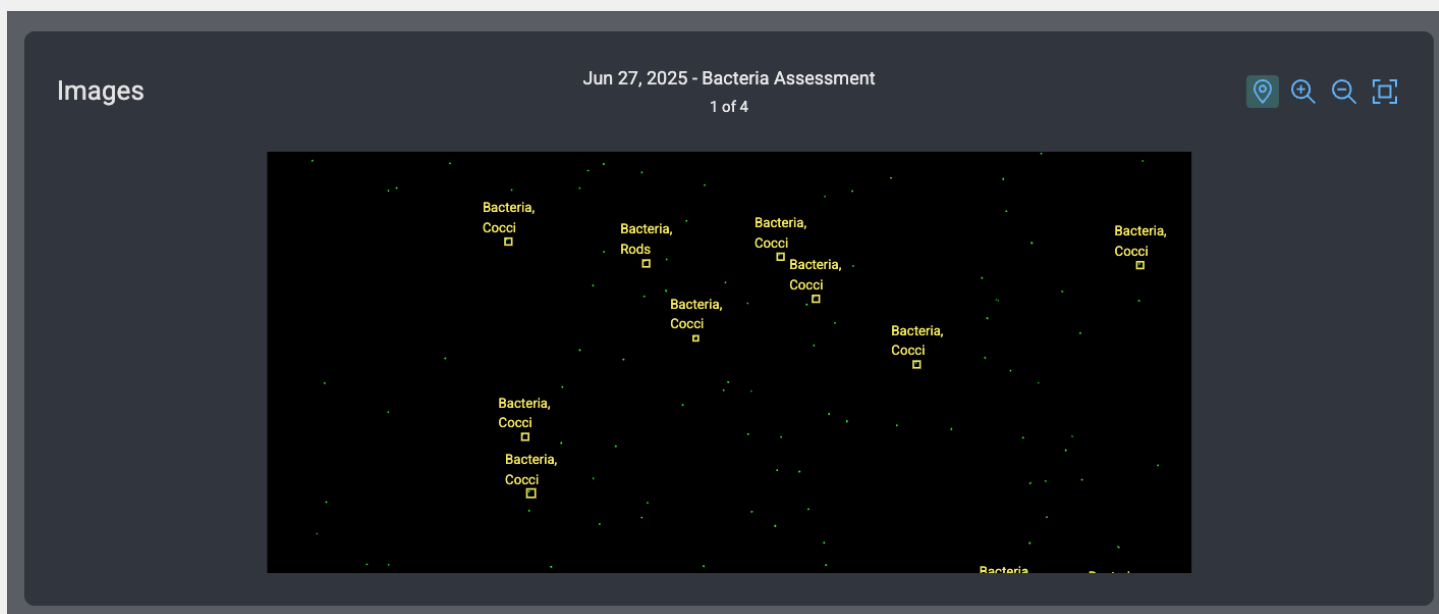 Images
Jun 27, 2025 - Bacteria Assessment
1 of 4
Bacteria,
Cocci
Bacteria,
Rods
Bacteria,
Cocci
Bacteria,
Cocci
Bacteria,
Cocci
Bacteria,
Cocci
Bacteria,
Cocci
Bacteria,
Cocci
Bacteria,
Cocci
Bacteria